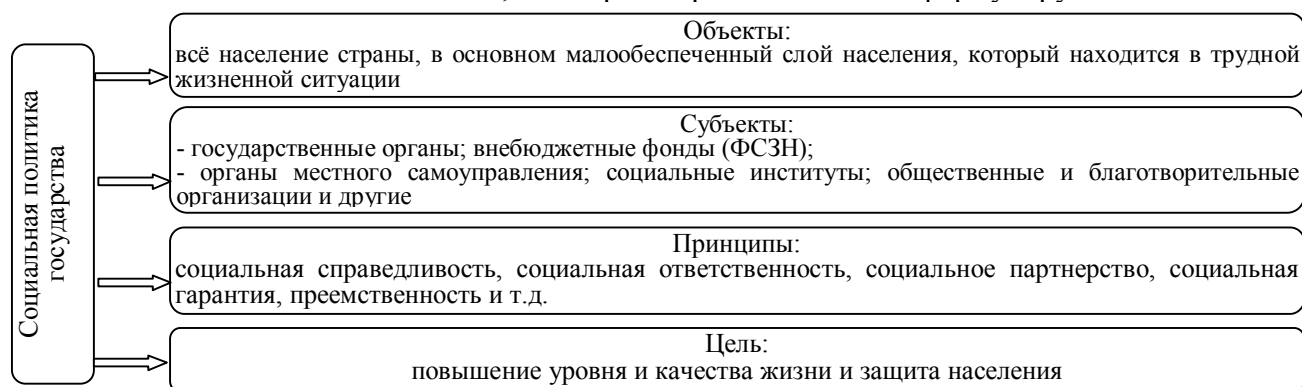 Социальная политика
государства
Объекты:
всё население страны, в основном малообеспеченный слой населения, который находится в трудной
жизненной ситуации
Субъекты:
- государственные органы; внебюджетные фонды (ФСЗН);
- органы местного самоуправления; социальные институты; общественные и благотворительные
организации и другие
Принципы:
социальная справедливость, социальная ответственность, социальное партнерство, социальная
гарантия, преемственность и т.д.
Цель:
повышение уровня и качества жизни и защита населения